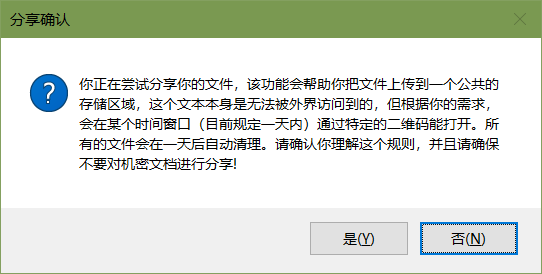 分享确认
你正在尝试分享你的文件，该功能会帮助你把文件上传到一个公共的
存储区域，这个文本本身是无法被外界访问到的，但根据你的需求，
会在某个时间窗口（目前规定一天内）通过特定的二维码能打开。所
有的文件会在一天后自动清理。请确认你理解这个规则，并且请确保
不要对机密文档进行分享!
是(Y)
否(N)